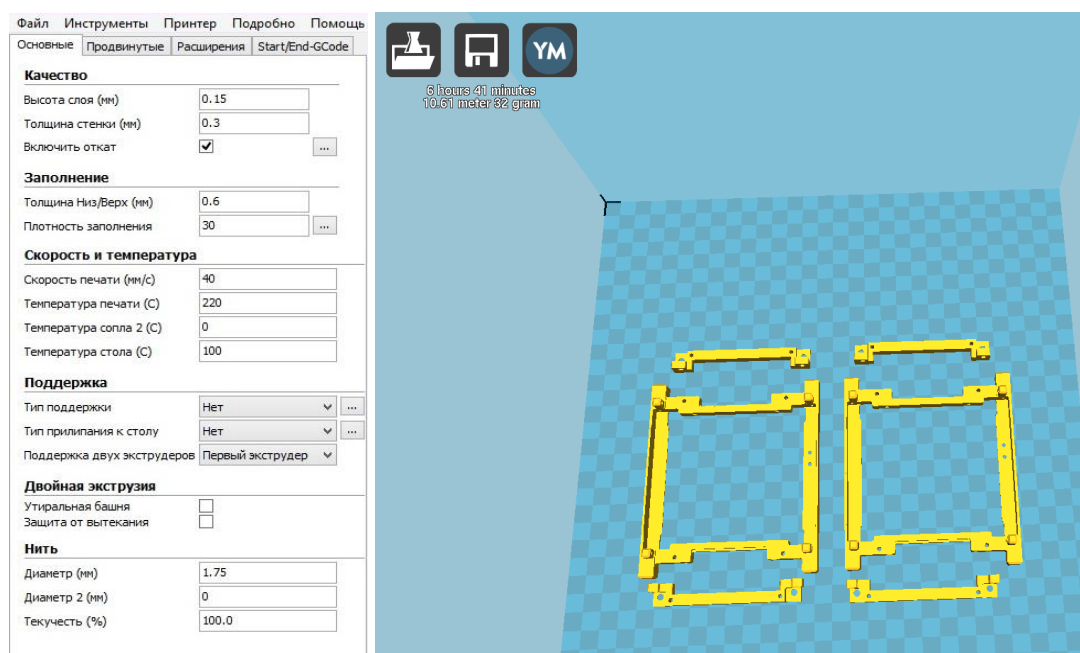 Файл Инструменты Принтер Подробно Помощь
Основные Продвинутые Расширения Start/End-GCode
Качество
Высота слоя (мм) 0.15
Толщина стенки (мм) 0.3
Включить откат ...
Заполнение
Толщина Низ/Верх (мм) 0.6
Плотность заполнения 30 ...
Скорость и температура
Скорость печати (мм/с) 40
Температура печати (C) 220
Температура сопла 2 (C) 0
Температура стола (C) 100
Поддержка
Тип поддержки Нет ...
Тип прилипания к столу Нет ...
Поддержка двух экструдеров Первый экструдер
Двойная экструзия
Утиральная башня
Защита от вытекания
Нить
Диаметр (мм) 1.75
Диаметр 2 (мм) 0
Текучесть (%) 100.0
YM
6 hours 41 minutes
10.61 meter 32 gram